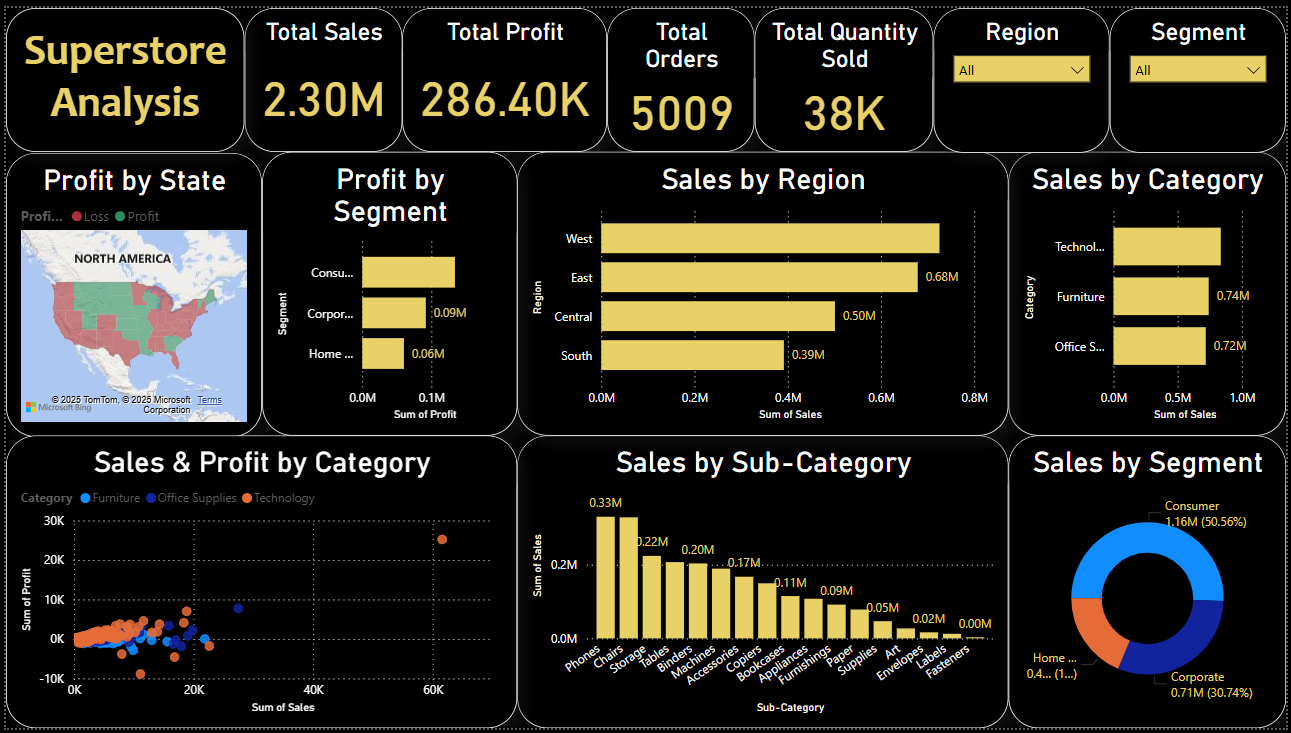 Superstore
Analysis
Total Sales
2.30M
Total Profit
286.40K
Total
Orders
5009
Total Quantity
Sold
38K
Region
All
Segment
All
Profit by State
Profi... Loss Profit
NORTH AMERICA
© 2025 TomTom, © 2025 Microsoft
Corporation
Terms
Microsoft Bing
Profit by
Segment
Segment
Consu...
Corpor...
0.09M
Home ...
0.06M
0.0M 0.1M
Sum of Profit
Sales by Region
Region
West
East
0.68M
Central
0.50M
South
0.39M
0.0M 0.2M 0.4M 0.6M 0.8M
Sum of Sales
Sales by Category
Category
Technol...
Furniture
0.74M
Office S...
0.72M
0.0M 0.5M 1.0M
Sum of Sales
Sales & Profit by Category
Category Furniture Office Supplies Technology
Sum of Profit
30K
20K
10K
0K
-10K
0K 20K 40K 60K
Sum of Sales
Sales by Sub-Category
Sum of Sales
0.2M
0.0M
0.33M
0.22M
0.20M
0.17M
0.11M
0.09M
0.05M
0.02M
0.00M
Phones
Chairs
Storage
Tables
Binders
Machines
Accessories
Copiers
Bookcases
Appliances
Furnishings
Paper
Supplies
Art
Envelopes
Labels
Fasteners
Sub-Category
Sales by Segment
Consumer
1.16M (50.56%)
Home ...
0.4... (1...)
Corporate
0.71M (30.74%)